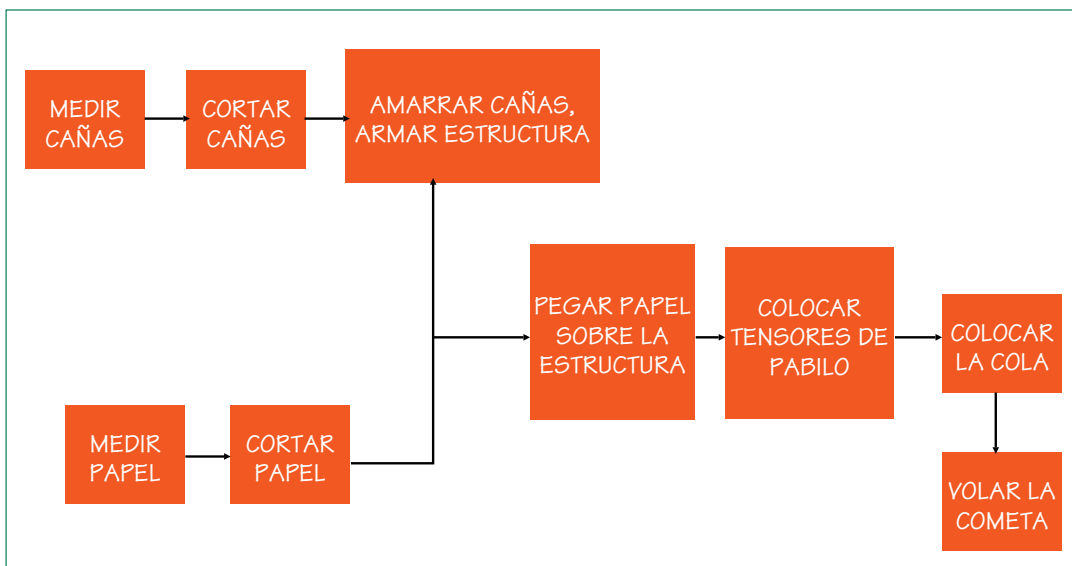 MEDIR
CAÑAS
CORTAR
CAÑAS
AMARRAR CAÑAS,
ARMAR ESTRUCTURA
MEDIR
PAPEL
CORTAR
PAPEL
PEGAR PAPEL
SOBRE LA
ESTRUCTURA
COLOCAR
TENSORES DE
PABILO
COLOCAR
LA COLA
VOLAR LA
COMETA